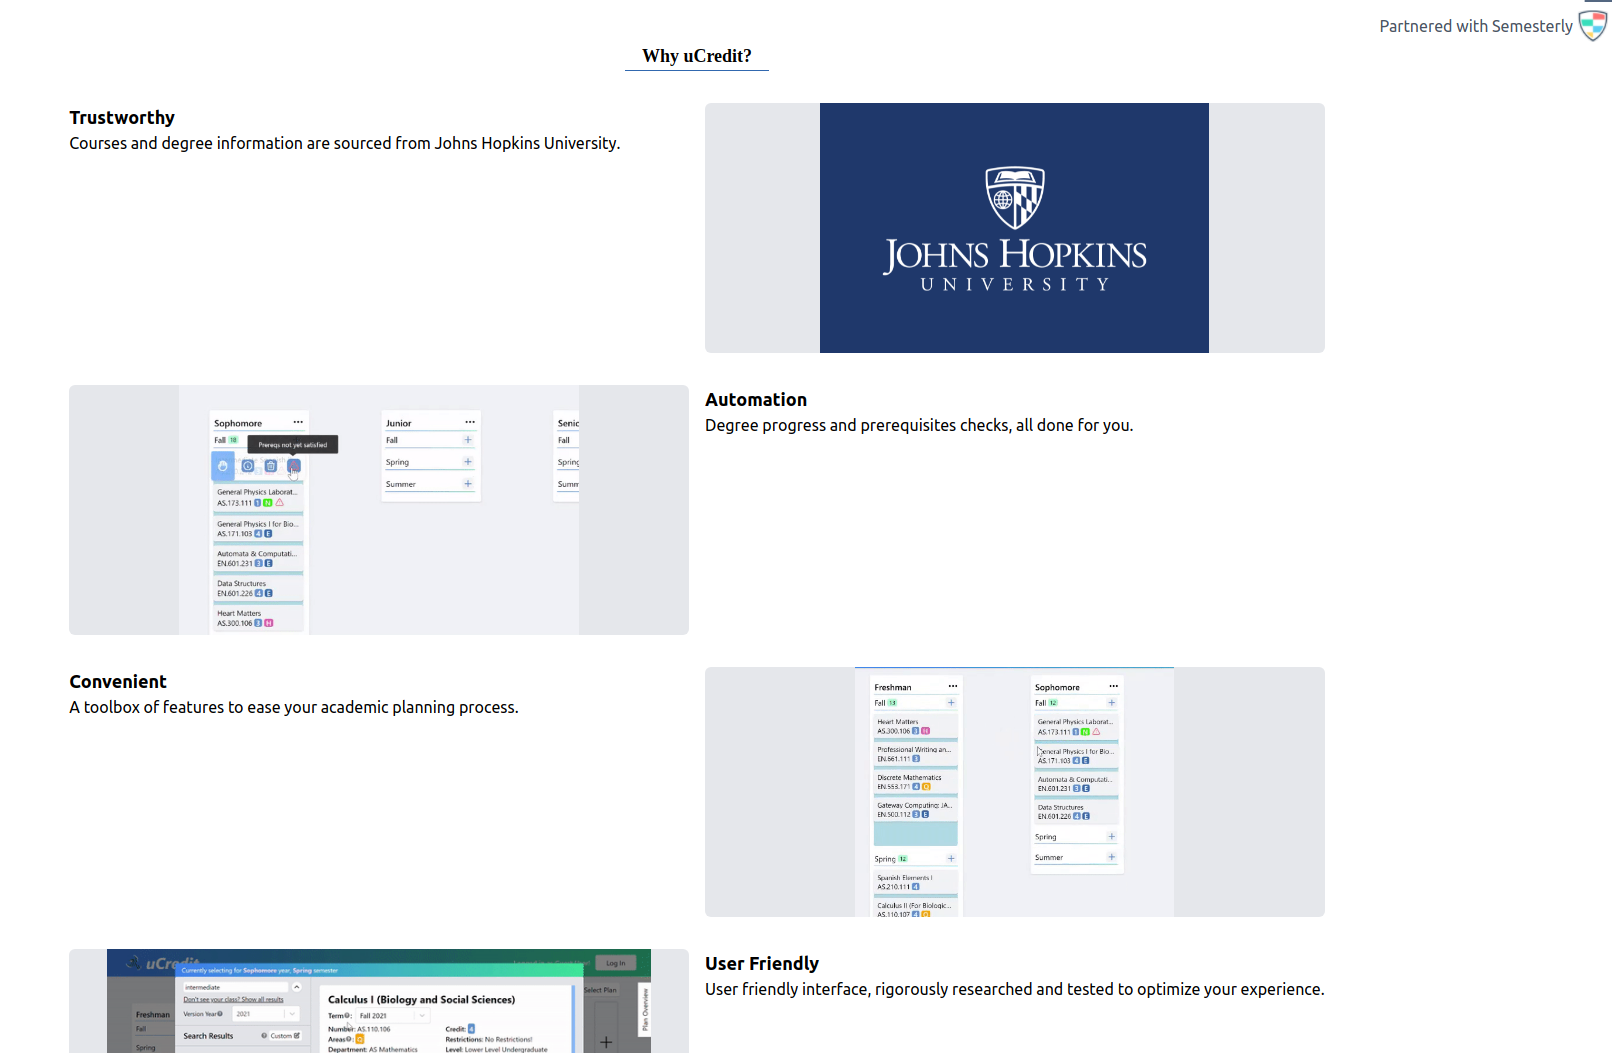 Partnered with Semesterly
Why uCredit?
Trustworthy
Courses and degree information are sourced from Johns Hopkins University.
JOHNS HOPKINS
UNIVERSITY
Sophomore
Fall 18
Prereqs not yet satisfied
General Physics Laborat...
AS.173.111 1 N
General Physics I for Bio...
AS.171.103 4 E
Automata & Computati...
EN.601.231 3 E
Data Structures
EN.601.226 4 E
Heart Matters
AS.300.106 3 H
Junior
Fall
Spring
Summer
Senio
Fall
Spring
Summ
Automation
Degree progress and prerequisites checks, all done for you.
Convenient
A toolbox of features to ease your academic planning process.
Freshman
Fall 13
Heart Matters
AS.300.106 3 H
Professional Writing an...
EN.661.111 3
Discrete Mathematics
EN.553.171 4 Q
Gateway Computing: JA...
EN.500.112 3 E
Spring 12
Spanish Elements I
AS.210.111 4
Calculus II (For Biologic...
AS.110.107 4 Q
Sophomore
Fall 12
General Physics Laborat...
AS.173.111 1 N
General Physics I for Bio...
AS.171.103 4 E
Automata & Computati...
EN.601.231 3 E
Data Structures
EN.601.226 4 E
Spring
Summer
uCredit
Log In
Currently selecting for Sophomore year, Spring semester
intermediate
Don't see your class? Show all results
Version Year 2021
Search Results Custom
Freshman
Fall
Spring
Calculus I (Biology and Social Sciences)
Term: Fall 2021
Number: AS.110.106 Credit: 4
Areas: Q Restrictions: No Restrictions!
Department: AS Mathematics Level: Lower Level Undergraduate
Select Plan
Plan Overview
User Friendly
User friendly interface, rigorously researched and tested to optimize your experience.